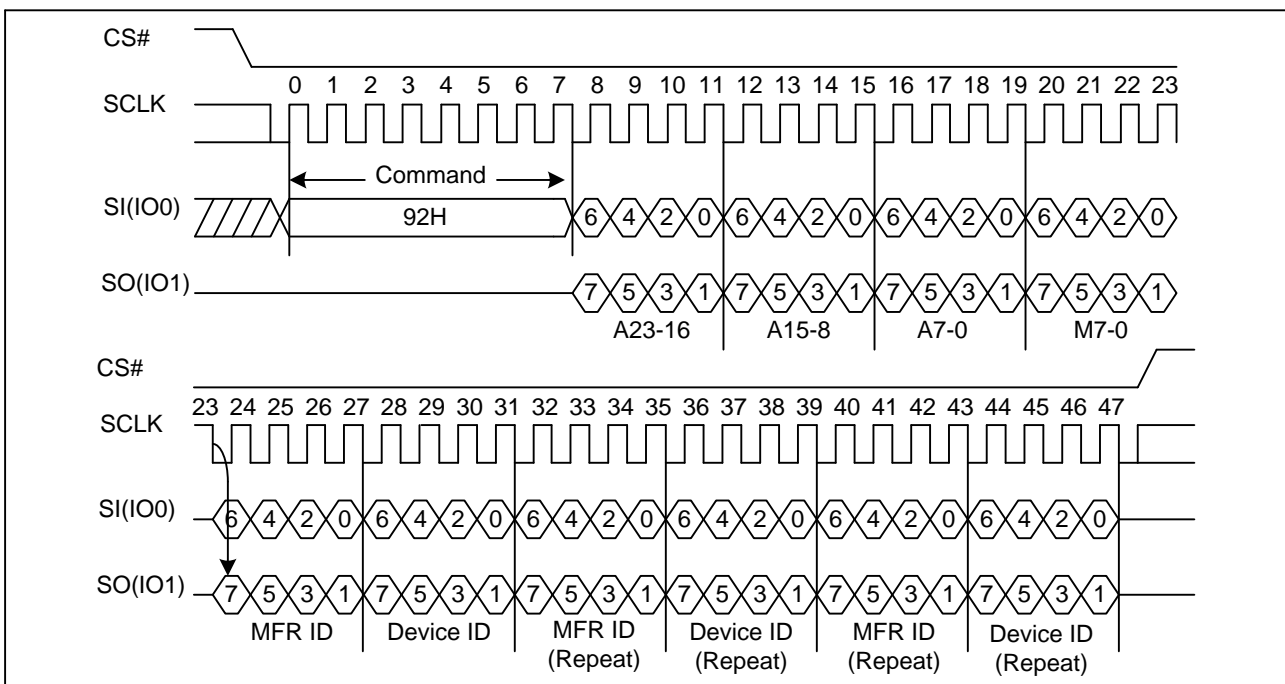 CS#
0 1 2 3 4 5 6 7 8 9 10 11 12 13 14 15 16 17 18 19 20 21 22 23
SCLK
Command
SI(IO0) 92H 6 4 2 0 6 4 2 0 6 4 2 0 6 4 2 0
SO(IO1) 7 5 3 1 7 5 3 1 7 5 3 1 7 5 3 1
A23-16 A15-8 A7-0 M7-0
CS#
23 24 25 26 27 28 29 30 31 32 33 34 35 36 37 38 39 40 41 42 43 44 45 46 47
SCLK
SI(IO0) 6 4 2 0 6 4 2 0 6 4 2 0 6 4 2 0 6 4 2 0 6 4 2 0
SO(IO1) 7 5 3 1 7 5 3 1 7 5 3 1 7 5 3 1 7 5 3 1 7 5 3 1
MFR ID Device ID MFR ID Device ID MFR ID Device ID
(Repeat) (Repeat) (Repeat) (Repeat)